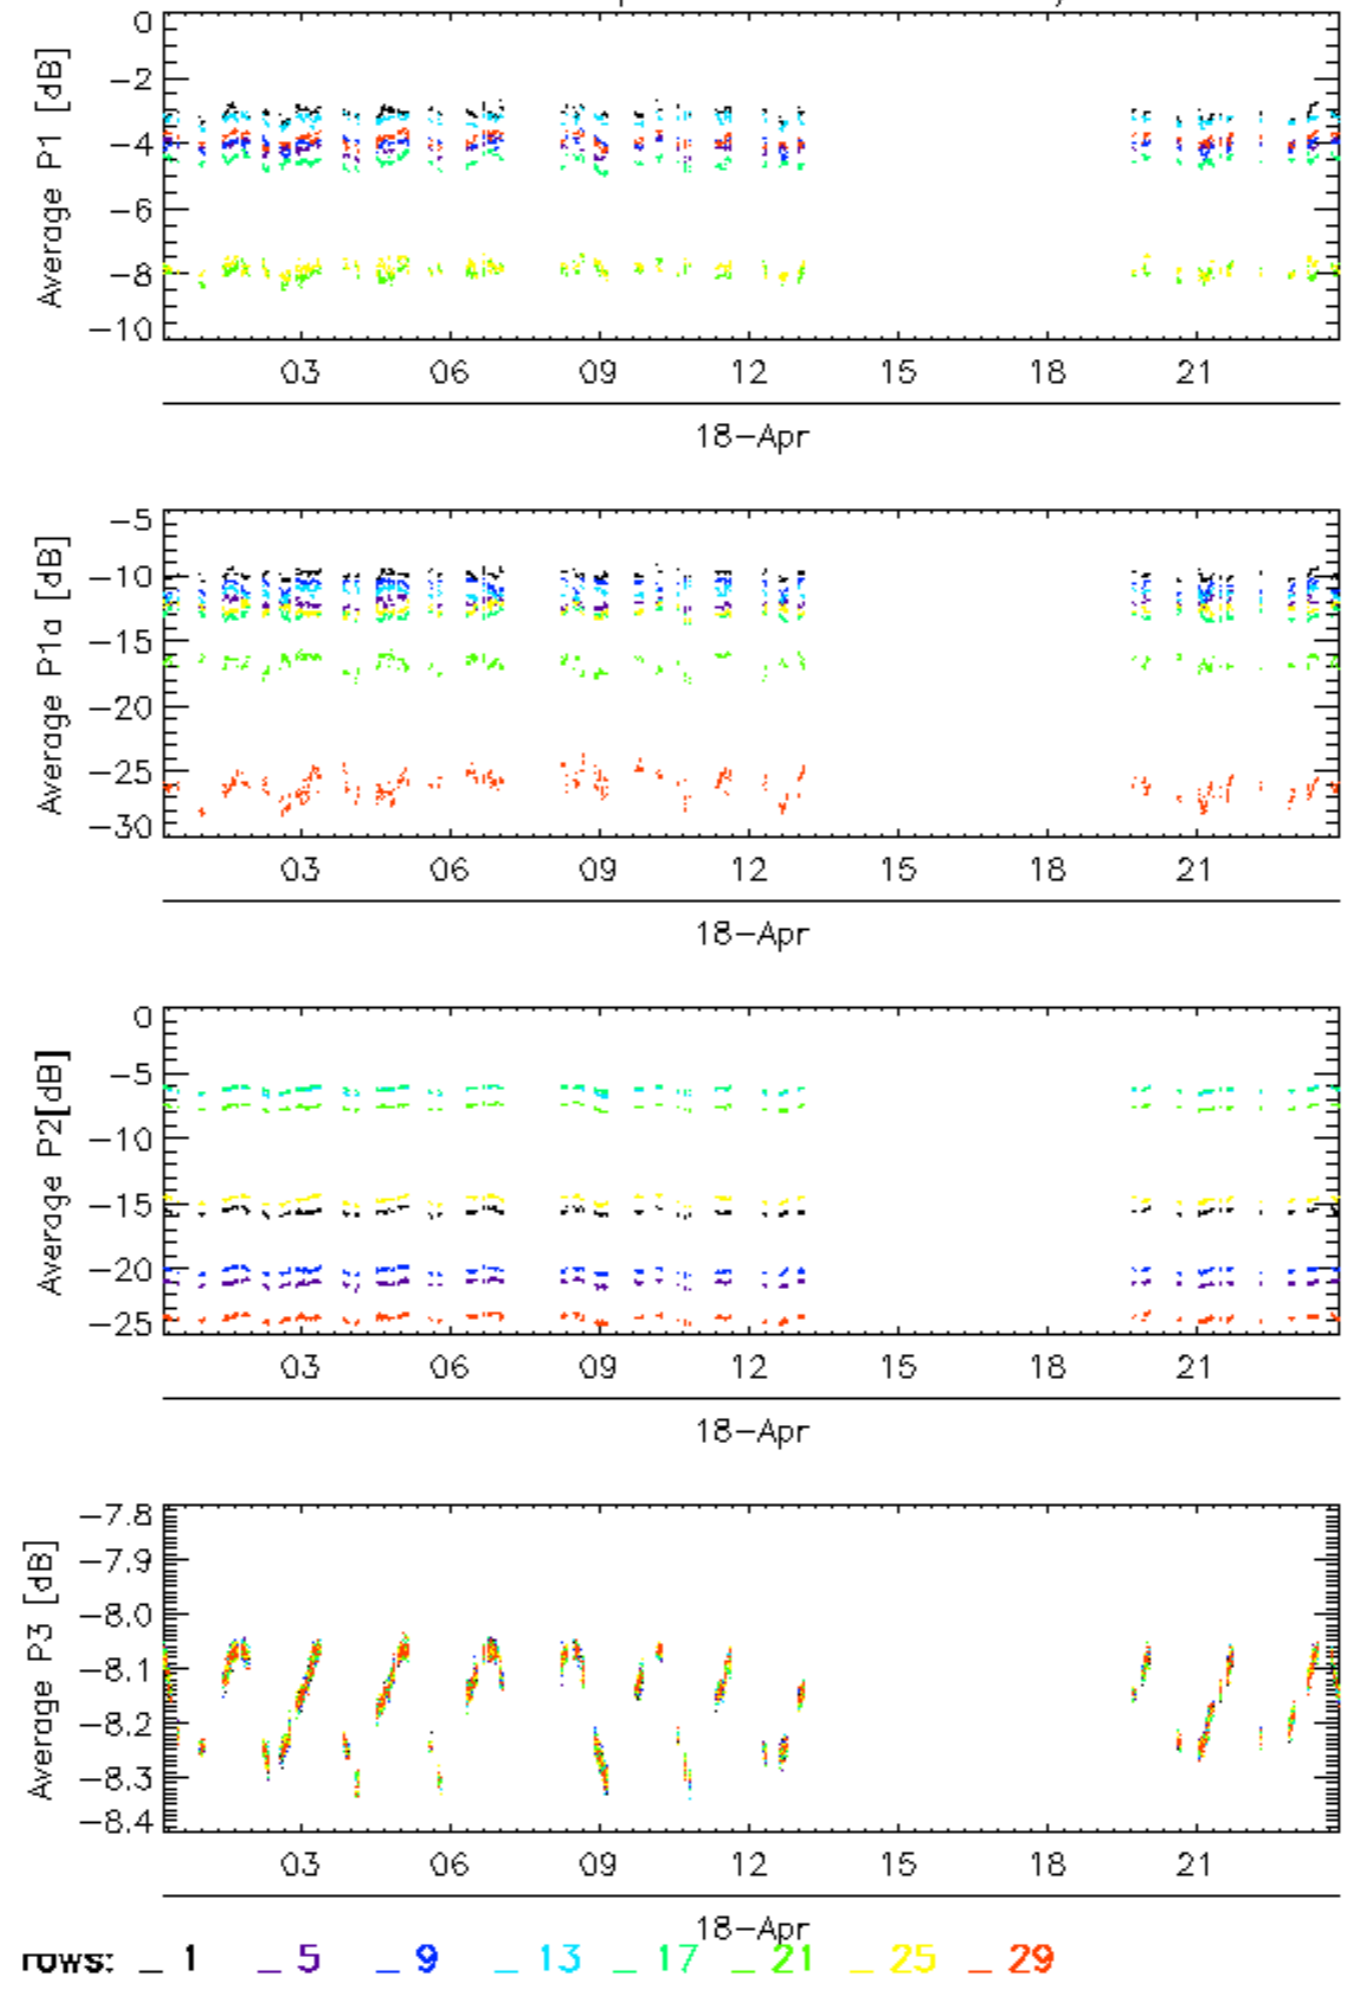 0
Average P1 [dB]
−2
−4
−6
−8
−10
03 06 09 12 15 18 21
18−Apr
−5
Average P1a [dB]
−10
−15
−20
−25
−30
03 06 09 12 15 18 21
18−Apr
0
Average P2[dB]
−5
−10
−15
−20
−25
03 06 09 12 15 18 21
18−Apr
−7.8
Average P3 [dB]
−7.9
−8.0
−8.1
−8.2
−8.3
−8.4
03 06 09 12 15 18 21
18−Apr
rows: _ 1 _ 5 _ 9 _ 13 _ 17 _ 21 _ 25 _ 29